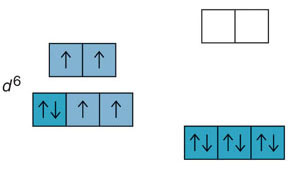 ↑ ↑
d⁶
↑↓ ↑ ↑
↑↓ ↑↓ ↑↓